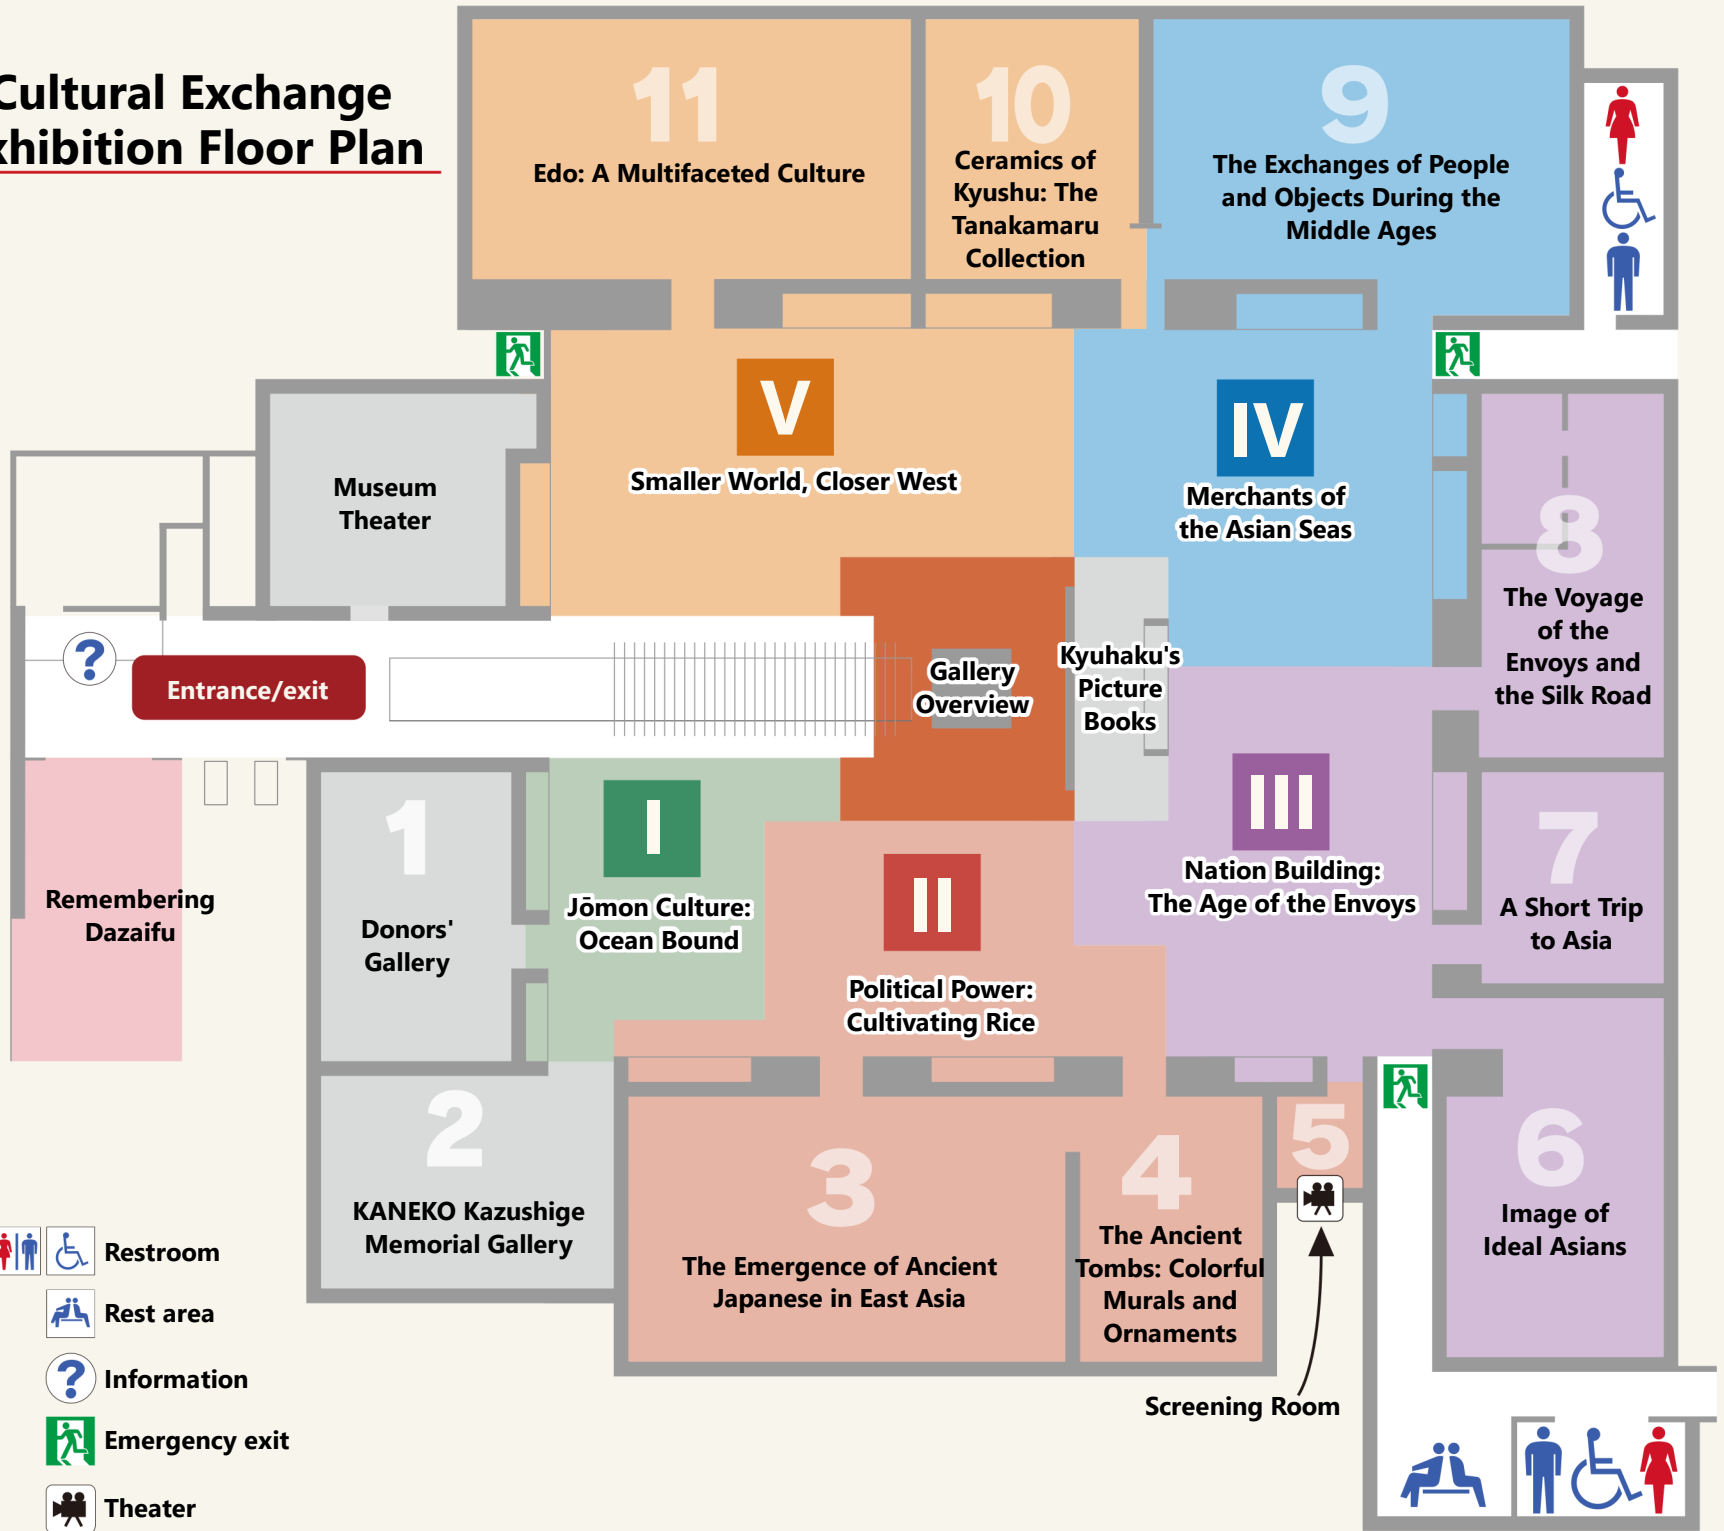 Cultural Exchange
xhibition Floor Plan
11
Edo: A Multifaceted Culture
10
Ceramics of
Kyushu: The
Tanakamaru
Collection
9
The Exchanges of People
and Objects During the
Middle Ages
V
Smaller World, Closer West
IV
Merchants of
the Asian Seas
Museum
Theater
8
The Voyage
of the
Envoys and
the Silk Road
?
Entrance/exit
Gallery
Overview
Kyuhaku's
Picture
Books
Remembering
Dazaifu
1
Donors'
Gallery
I
Jōmon Culture:
Ocean Bound
II
Political Power:
Cultivating Rice
III
Nation Building:
The Age of the Envoys
7
A Short Trip
to Asia
2
KANEKO Kazushige
Memorial Gallery
3
The Emergence of Ancient
Japanese in East Asia
4
The Ancient
Tombs: Colorful
Murals and
Ornaments
5
Screening Room
6
Image of
Ideal Asians
Restroom
Rest area
? Information
Emergency exit
Theater